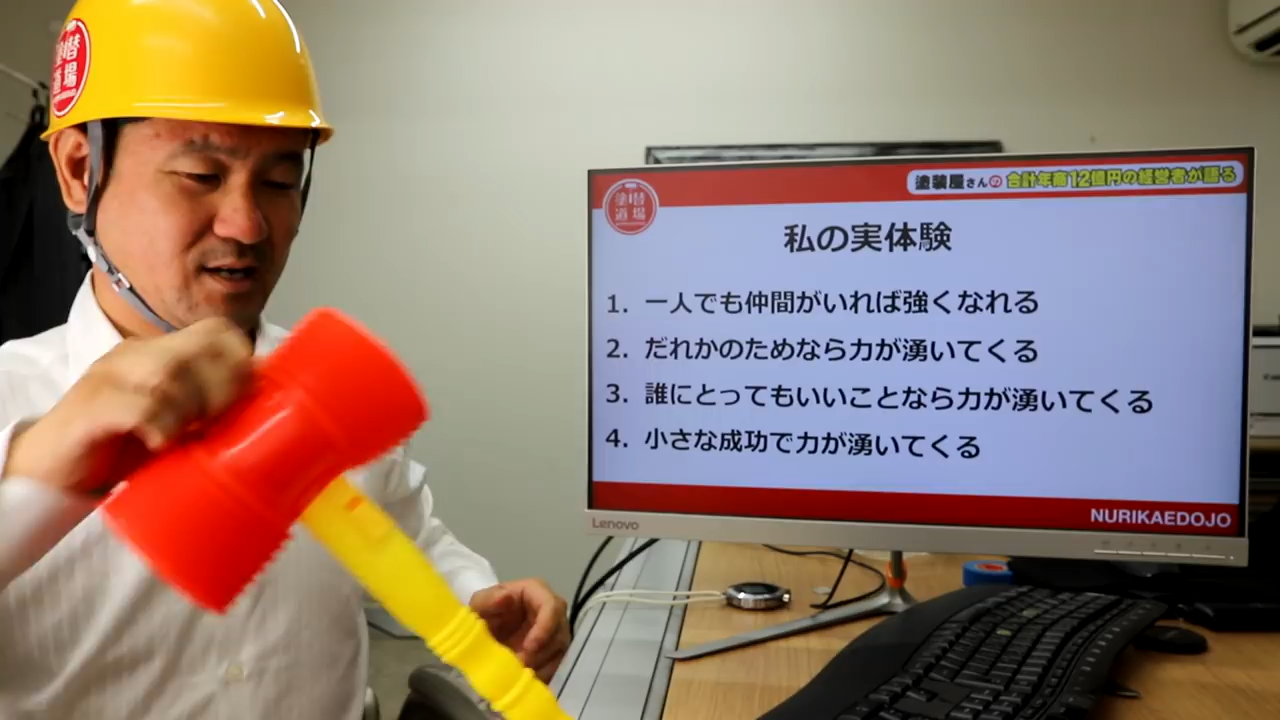 塗替
道場
塗装屋さんの 合計年商12億円の経営者が語る
塗替
道場
私の実体験
1. 一人でも仲間がいれば強くなれる
2. だれかのためなら力が湧いてくる
3. 誰にとってもいいことなら力が湧いてくる
4. 小さな成功で力が湧いてくる
NURIKAEDOJO
Lenovo